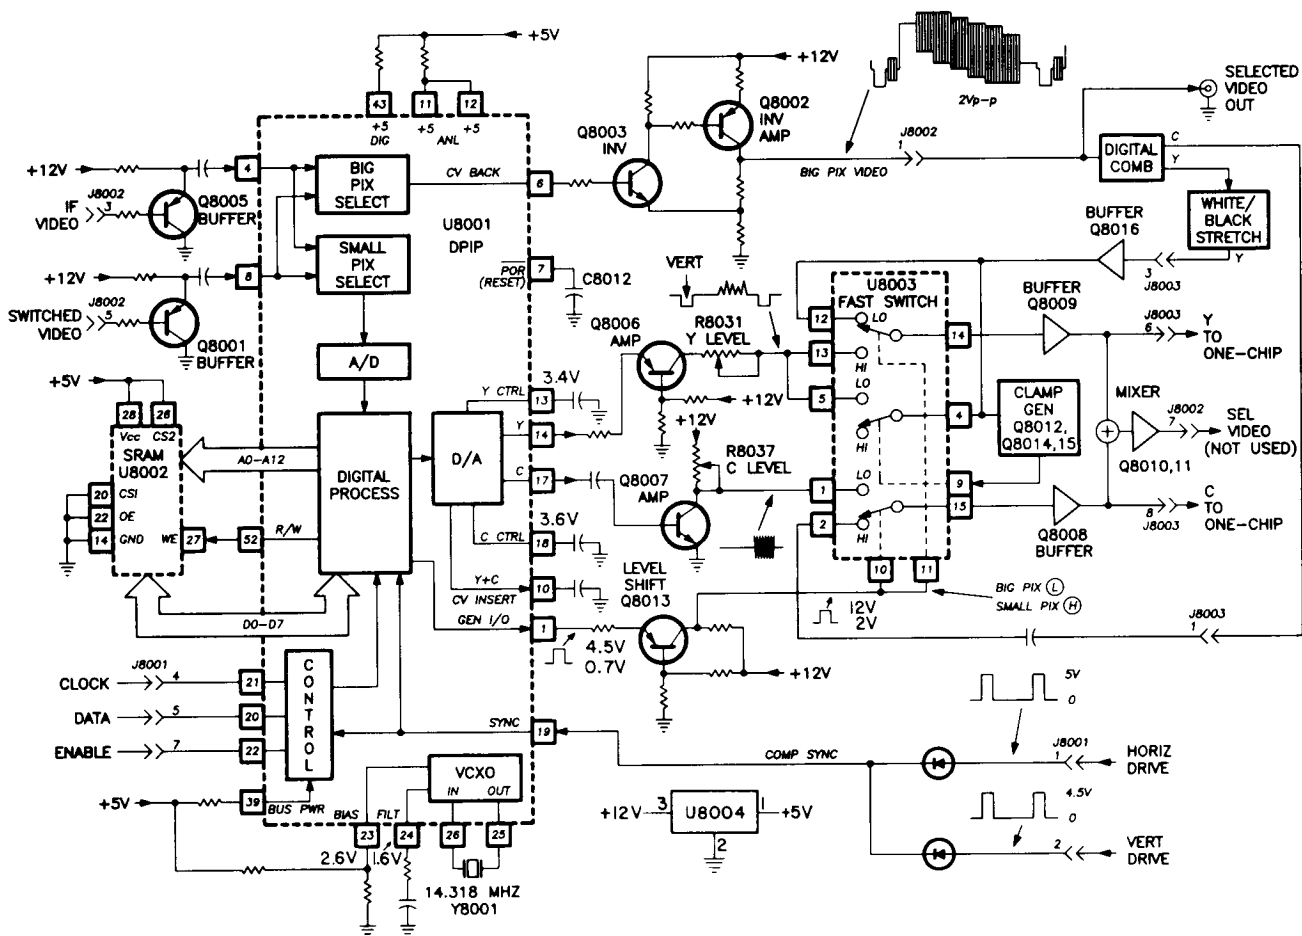 +5V
43
11
12
+5
DIG
+5
+5
ANL
+12V
4
J8002
3
IF
VIDEO
Q8005
BUFFER
BIG
PIX
SELECT
CV BACK
6
U8001
DPIP
+12V
8
J8002
5
SWITCHED
VIDEO
Q8001
BUFFER
SMALL
PIX
SELECT
POR
(RESET)
7
C8012
A/D
Q8003
INV
Q8002
INV
AMP
+12V
2Vp-p
BIG PIX VIDEO
J8002
1
SELECTED
VIDEO
OUT
DIGITAL
COMB
C
Y
WHITE/
BLACK
STRETCH
Y
BUFFER
Q8016
3
J8003
VERT
Q8006
AMP
R8031
Y LEVEL
+12V
U8003
FAST SWITCH
12
LO
13
HI
5
LO
HI
1
LO
2
HI
14
4
9
15
10
11
BUFFER
Q8009
J8003
6
Y
TO
ONE-CHIP
CLAMP
GEN
Q8012,
Q8014,15
MIXER
J8002
7
SEL
VIDEO
(NOT USED)
Q8010,11
Q8008
BUFFER
8
J8003
C
TO
ONE-CHIP
+5V
28
26
Vcc
CS2
SRAM
U8002
20
CSI
22
OE
14
GND
WE
27
A0-A12
R/W
52
D0-D7
DIGITAL
PROCESS
D/A
Y CTRL
13
3.4V
Y
14
C
17
C CTRL
18
3.6V
Y+C
CV INSERT
10
GEN I/O
1
4.5V
0.7V
+12V
R8037
C LEVEL
Q8007
AMP
LEVEL
SHIFT
Q8013
+12V
12V
2V
BIG PIX L
SMALL PIX H
J8003
1
CLOCK
J8001
4
21
DATA
5
20
ENABLE
7
22
CONTROL
+5V
39
BUS PWR
SYNC
19
COMP SYNC
VCXO
IN
OUT
BIAS
FILT
23
24
26
25
2.6V
1.6V
14.318 MHZ
Y8001
+12V
3
U8004
1
+5V
2
5V
0
J8001
1
HORIZ
DRIVE
4.5V
0
2
VERT
DRIVE